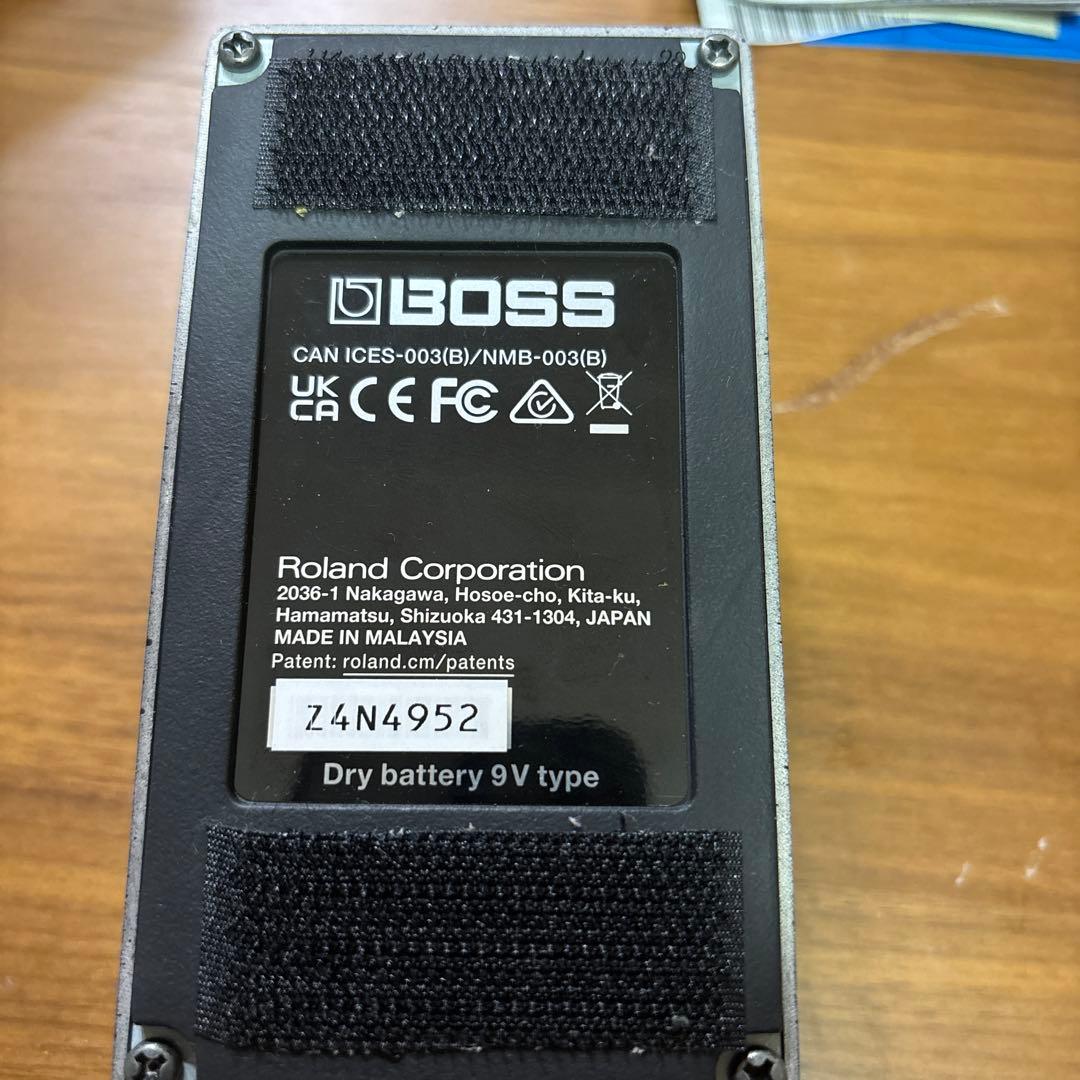 BOSS
CAN ICES-003(B)/NMB-003(B)
UK
CA CE FC
Roland Corporation
2036-1 Nakagawa, Hosoe-cho, Kita-ku,
Hamamatsu, Shizuoka 431-1304, JAPAN
MADE IN MALAYSIA
Patent: roland.cm/patents
Z4N4952
Dry battery 9V type